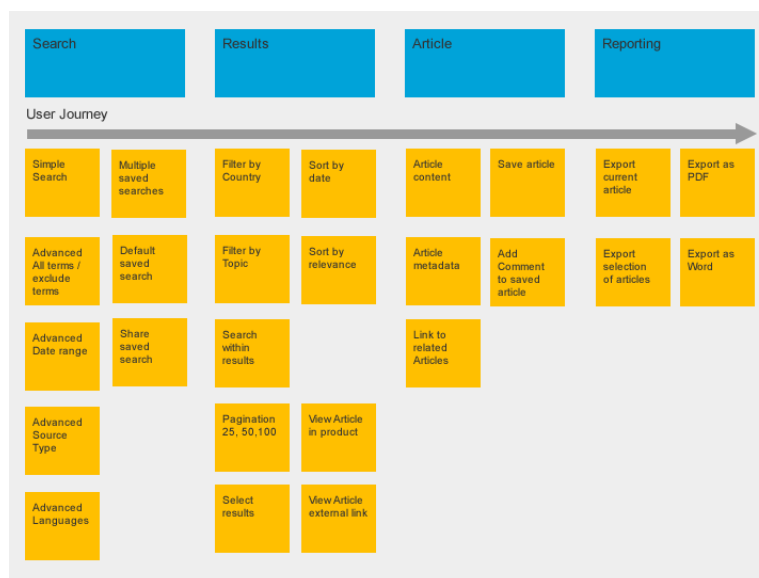 Search
Results
Article
Reporting
User Journey
Simple
Search
Multiple
saved
searches
Filter by
Country
Sort by
date
Article
content
Save article
Export
current
article
Export as
PDF
Advanced
All terms /
exclude
terms
Default
saved
search
Filter by
Topic
Sort by
relevance
Article
metadata
Add
Comment
to saved
article
Export
selection
of articles
Export as
Word
Advanced
Date range
Share
saved
search
Search
within
results
Link to
related
Articles
Advanced
Source
Type
Pagination
25, 50,100
View Article
in product
Advanced
Languages
Select
results
View Article
external link